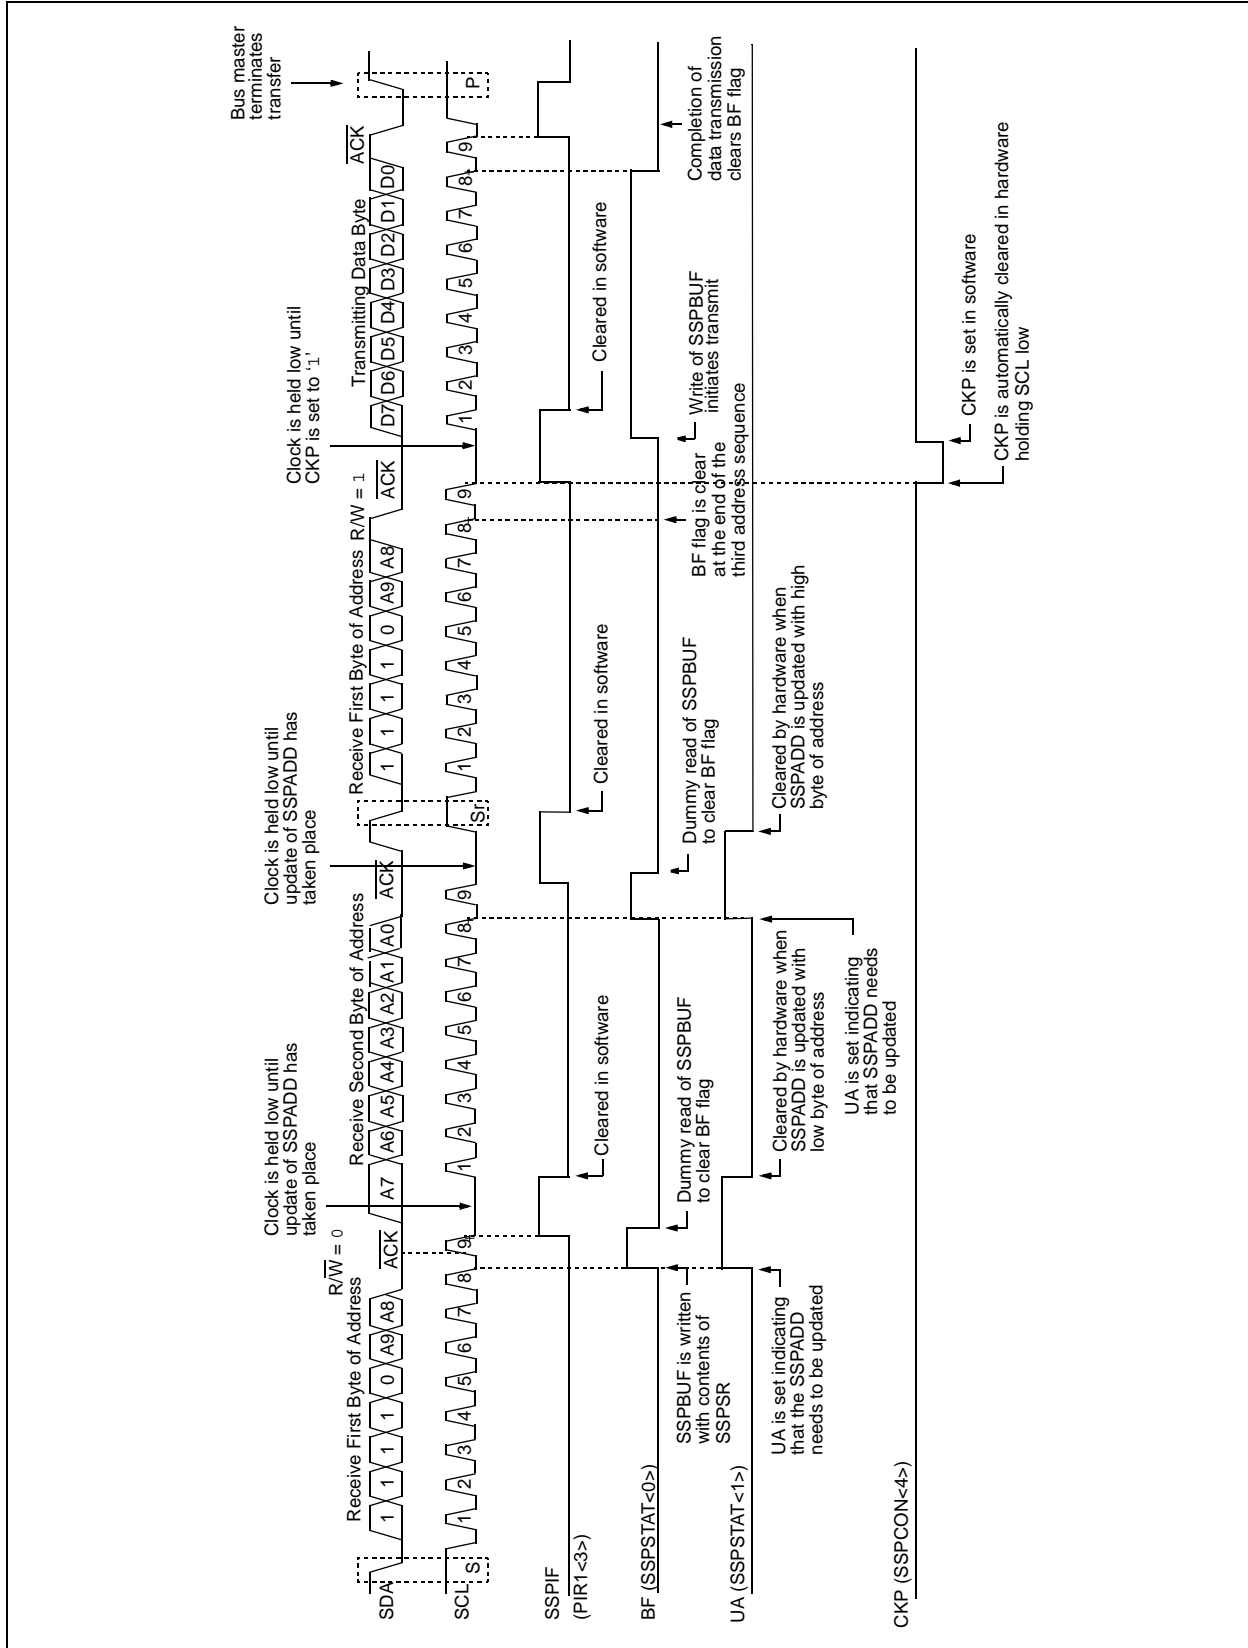 Bus master
terminates
transfer
Clock is held low until
update of SSPADD has
taken place
Clock is held low until
update of SSPADD has
taken place
Clock is held low until
CKP is set to ‘1’
Receive First Byte of Address
R/W = 0
Receive Second Byte of Address
Receive First Byte of Address
R/W = 1
Transmitting Data Byte
SDA
1 1 1 1 0 A9 A8
ACK
A7 A6 A5 A4 A3 A2 A1 A0
ACK
1 1 1 1 0 A9 A8
ACK
D7 D6 D5 D4 D3 D2 D1 D0
ACK
SCL
S
1 2 3 4 5 6 7 8 9
1 2 3 4 5 6 7 8 9
Sr
1 2 3 4 5 6 7 8 9
1 2 3 4 5 6 7 8 9
P
SSPIF
(PIR1<3>)
Cleared in software
Cleared in software
Cleared in software
BF (SSPSTAT<0>)
SSPBUF is written
with contents of
SSPSR
Dummy read of SSPBUF
to clear BF flag
Dummy read of SSPBUF
to clear BF flag
BF flag is clear
at the end of the
third address sequence
Write of SSPBUF
initiates transmit
Completion of
data transmission
clears BF flag
UA (SSPSTAT<1>)
UA is set indicating
that the SSPADD
needs to be updated
Cleared by hardware when
SSPADD is updated with
low byte of address
UA is set indicating
that SSPADD needs
to be updated
Cleared by hardware when
SSPADD is updated with high
byte of address
CKP (SSPCON<4>)
CKP is set in software
CKP is automatically cleared in hardware
holding SCL low